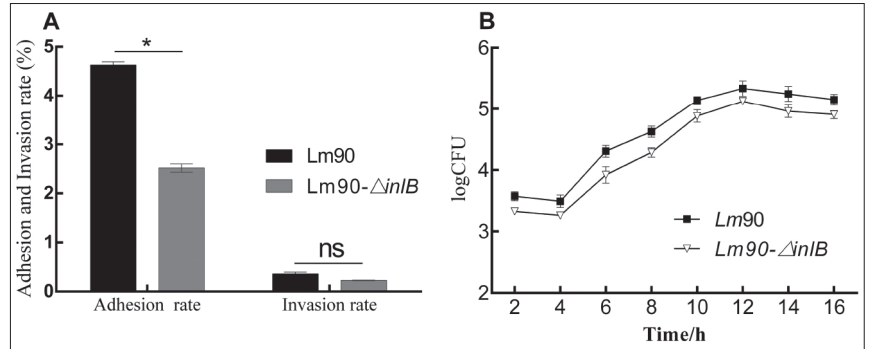 A
Adhesion and Invasion rate (%)
5
4
3
2
1
0
*
ns
Lm90
Lm90-△inlB
Adhesion rate
Invasion rate
B
logCFU
6
5
4
3
2
Lm90
Lm90-△inlB
2 4 6 8 10 12 14 16
Time/h